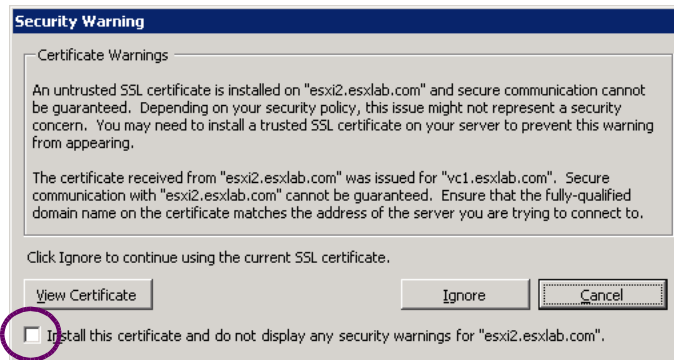 Security Warning
Certificate Warnings
An untrusted SSL certificate is installed on "esxi2.esxlab.com" and secure communication cannot
be guaranteed. Depending on your security policy, this issue might not represent a security
concern. You may need to install a trusted SSL certificate on your server to prevent this warning
from appearing.
The certificate received from "esxi2.esxlab.com" was issued for "vc1.esxlab.com". Secure
communication with "esxi2.esxlab.com" cannot be guaranteed. Ensure that the fully-qualified
domain name on the certificate matches the address of the server you are trying to connect to.
Click Ignore to continue using the current SSL certificate.
View Certificate Ignore Cancel
Install this certificate and do not display any security warnings for "esxi2.esxlab.com".